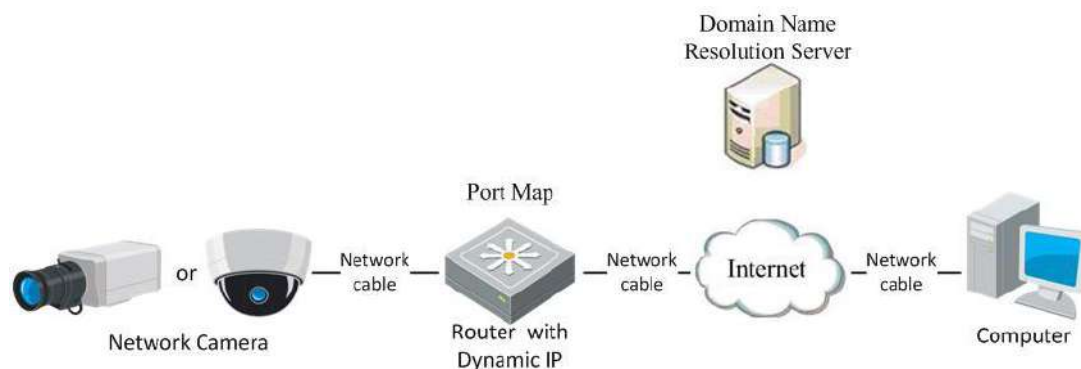 Domain Name
Resolution Server
Port Map
or
Network
cable
Network
cable
Internet
Network
cable
Network Camera
Router with
Dynamic IP
Computer